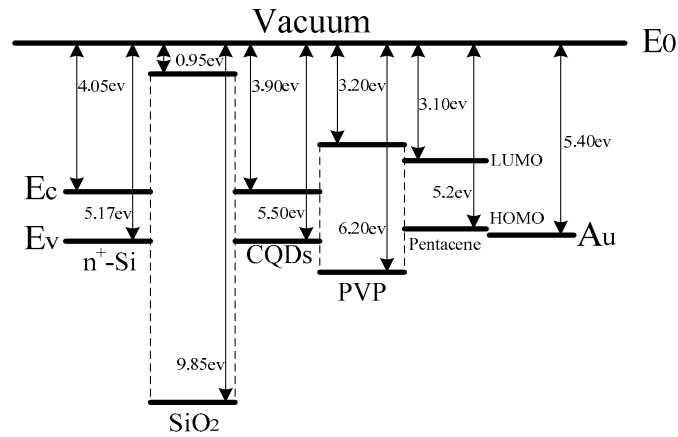 Vacuum
E0
0.95ev
4.05ev
3.90ev
3.20ev
3.10ev
5.40ev
LUMO
Ec
5.17ev
5.50ev
5.2ev
6.20ev
HOMO
Ev
n+-Si
CQDs
Pentacene
Au
PVP
9.85ev
SiO2